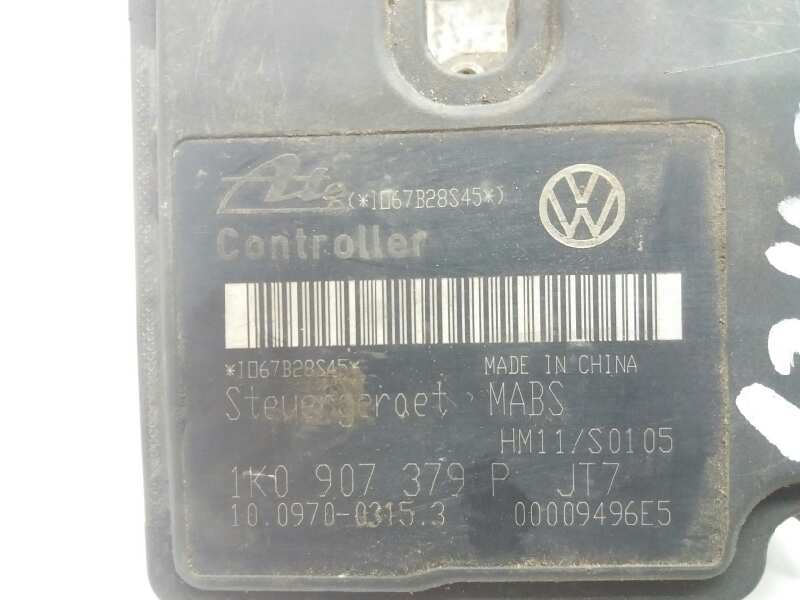 Ate (*1067B28S45*)
Controller
*1067B28S45*
MADE IN CHINA
Steuergeraet MABS
HM11/S0105
1K0 907 379 P JT7
10.0970-0315.3 00009496E5